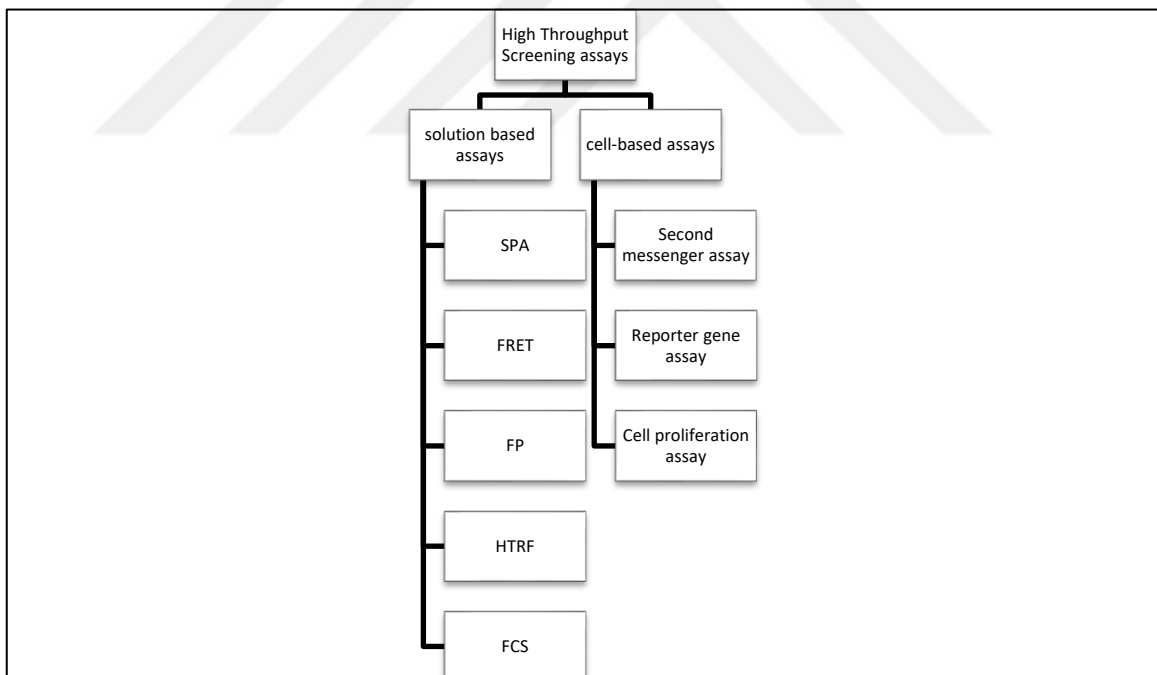 High Throughput
Screening assays
solution based
assays
SPA
FRET
FP
HTRF
FCS
cell-based assays
Second
messenger assay
Reporter gene
assay
Cell proliferation
assay